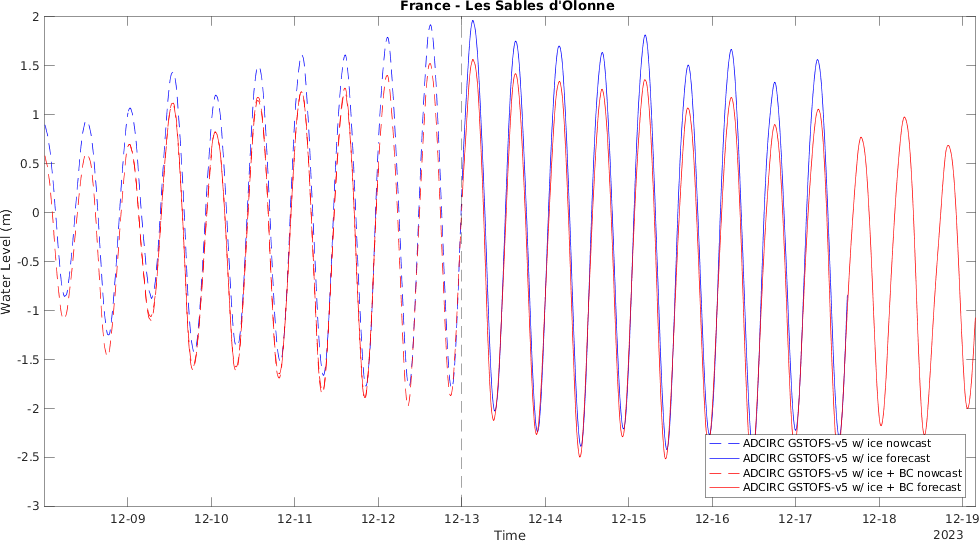 France - Les Sables d'Olonne
2
1.5
1
0.5
0
-0.5
-1
-1.5
-2
-2.5
-3
Water Level (m)
ADCIRC GSTOFS-v5 w/ ice nowcast
ADCIRC GSTOFS-v5 w/ ice forecast
ADCIRC GSTOFS-v5 w/ ice + BC nowcast
ADCIRC GSTOFS-v5 w/ ice + BC forecast
12-09 12-10 12-11 12-12 12-13 12-14 12-15 12-16 12-17 12-18 12-19
Time
2023